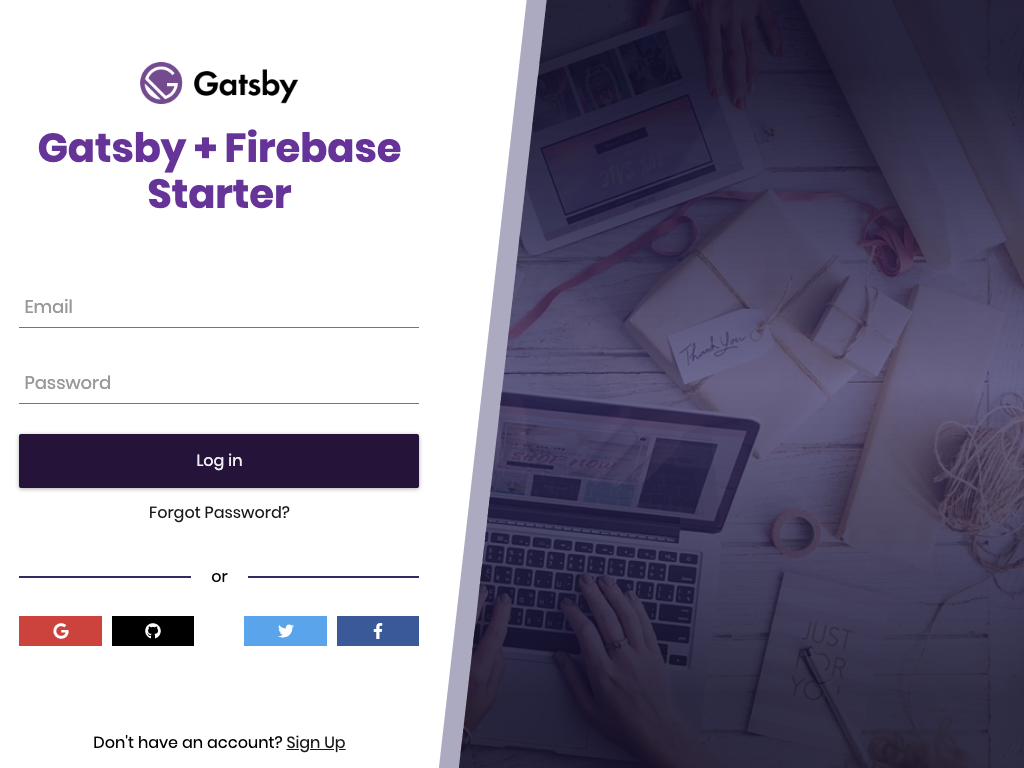 Gatsby
Gatsby + Firebase
Starter
Email
Password
Log in
Forgot Password?
or
Don't have an account? Sign Up
Thank You
JUST
FOR
YOU